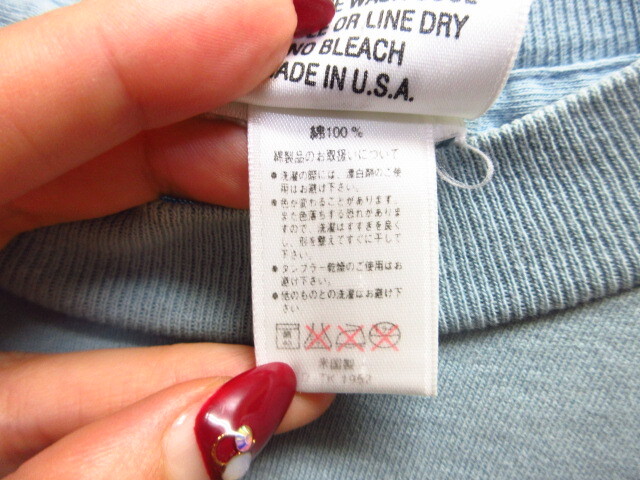 OR LINE DRY
NO BLEACH
MADE IN U.S.A.
綿100%
綿製品のお取扱いについて
●洗濯の際には、漂白剤のご使
用はお避け下さい。
●色が変わることがあります。
また色落ちする恐れがありま
すので、洗濯はすすぎを良く
し、形を整えてすぐに干して
下さい。
●タンブラー乾燥のご使用はお
避け下さい。
●他のものとの洗濯はお避け下
さい
40
米国製
TK 1952